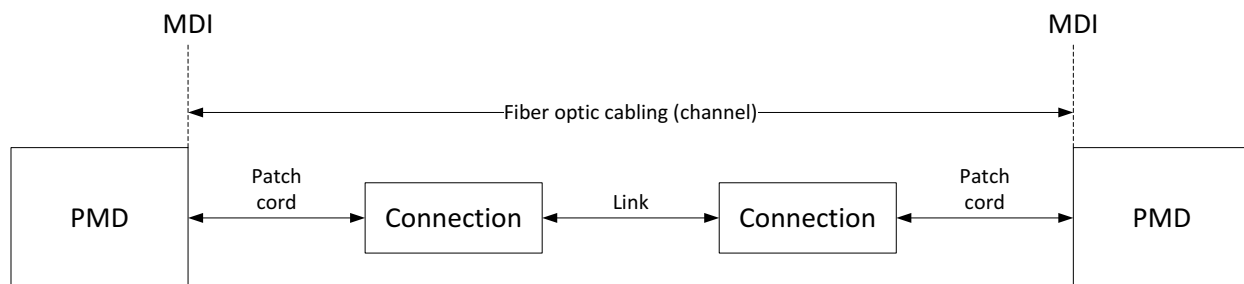 MDI
MDI
Fiber optic cabling (channel)
PMD
Patch
cord
Connection
Link
Connection
Patch
cord
PMD